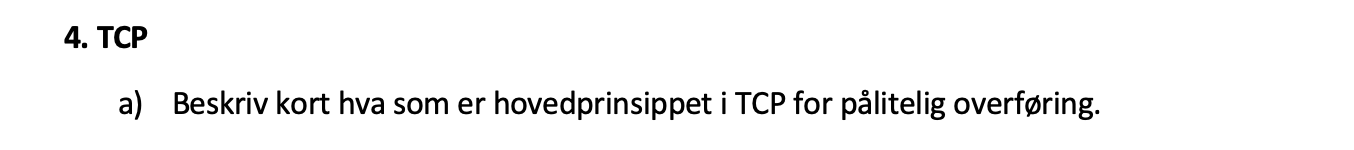 4. TCP
a) Beskriv kort hva som er hovedprinsippet i TCP for pålitelig overføring.